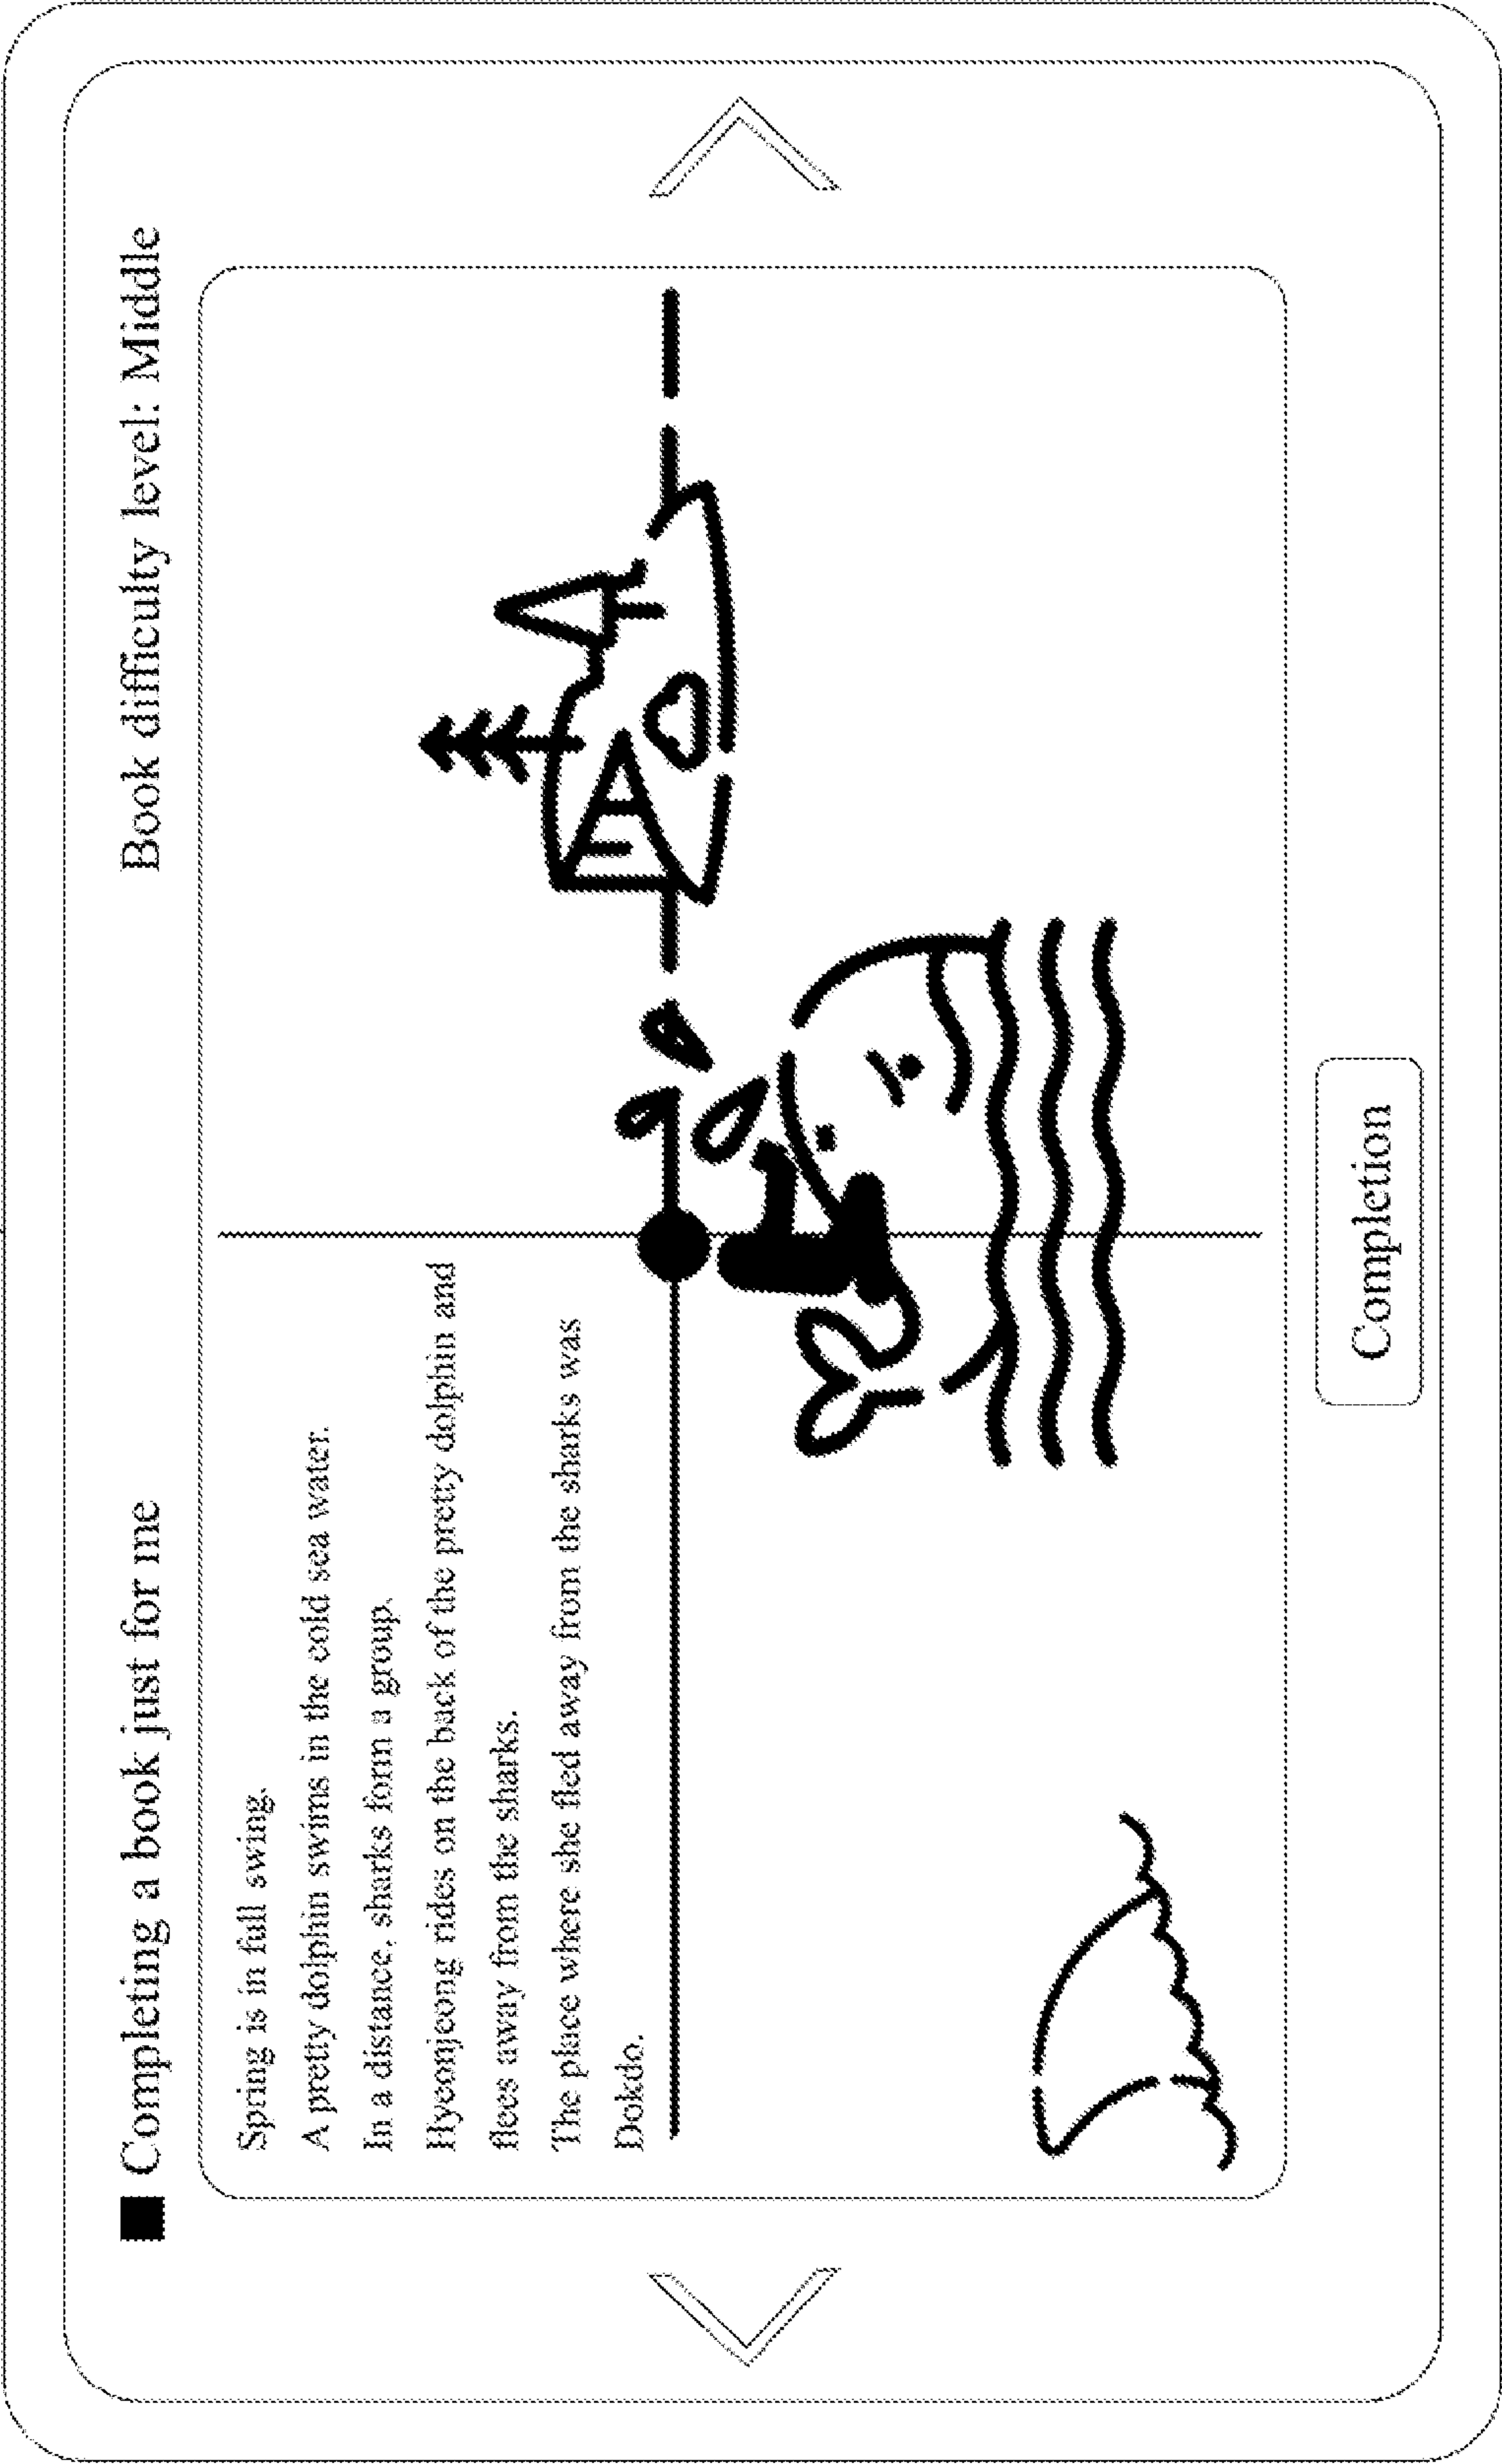 Completing a book just for me
Book difficulty level: Middle
Spring is in full swing.
A pretty dolphin swims in the cold sea water.
In a distance, sharks form a group.
Hyeonjeong rides on the back of the pretty dolphin and
flees away from the sharks.
The place where she fled away from the sharks was
Dokdo.
Completion